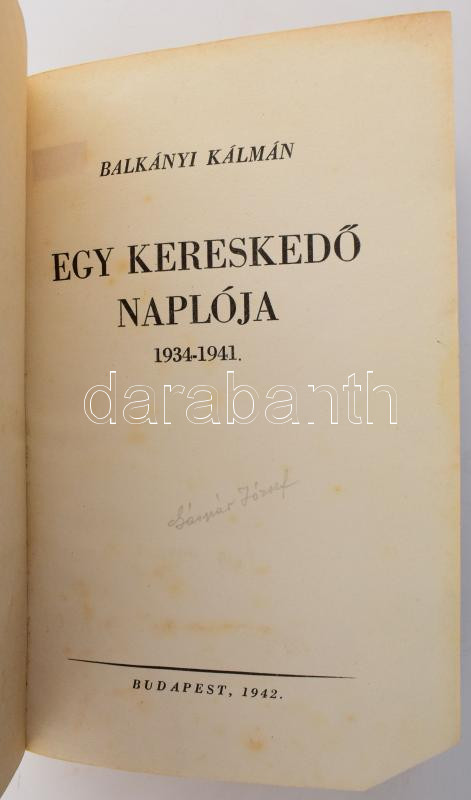 BALKÁNYI KÁLMÁN
EGY KERESKEDŐ
NAPLÓJA
1934-1941.
darabanth
József
BUDAPEST, 1942.